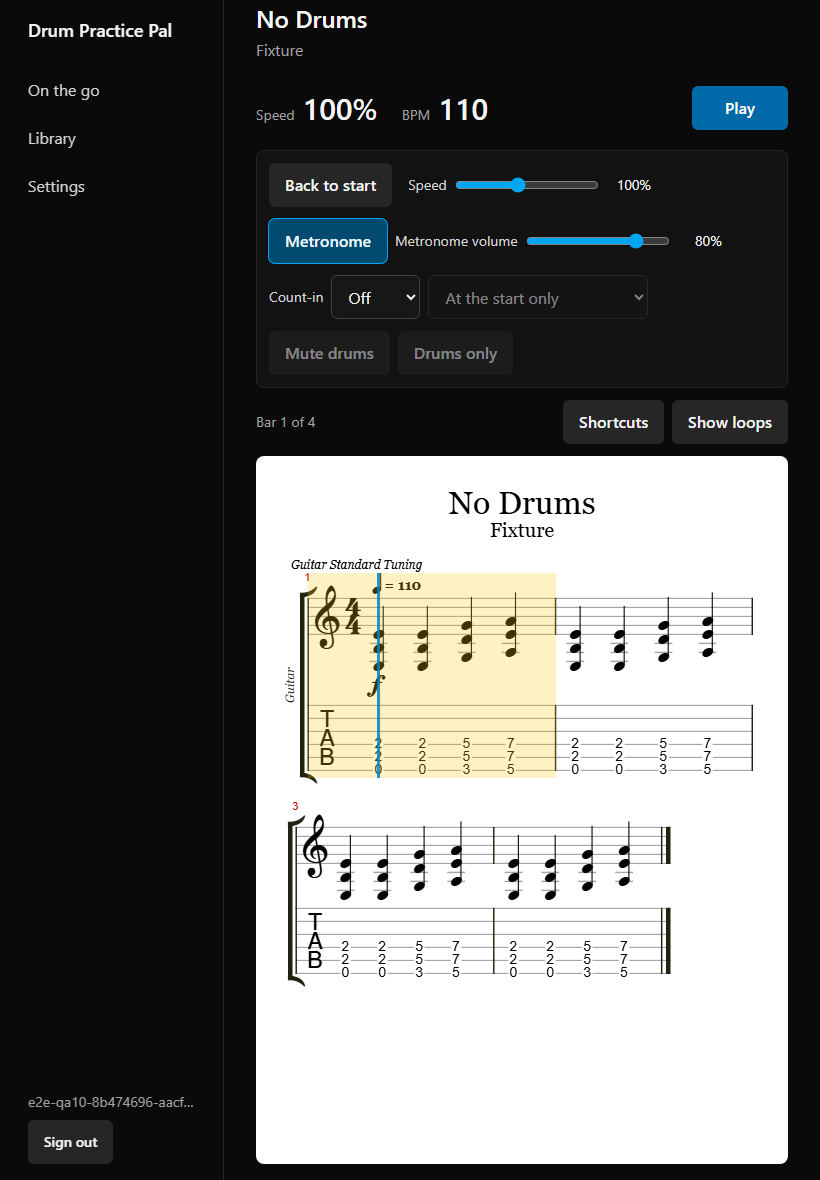 Drum Practice Pal
On the go
Library
Settings
e2e-qa10-8b474696-aacf...
Sign out
No Drums
Fixture
Speed 100% BPM 110
Play
Back to start Speed 100%
Metronome Metronome volume 80%
Count-in Off At the start only
Mute drums Drums only
Bar 1 of 4
Shortcuts Show loops
No Drums
Fixture
Guitar Standard Tuning
1
= 110
4
4
f
Guitar
T
A
B
2 2 5 7 2 2 5 7
2 2 5 7 2 2 5 7
0 0 3 5 0 0 3 5
3
T
A
B
2 2 5 7 2 2 5 7
2 2 5 7 2 2 5 7
0 0 3 5 0 0 3 5